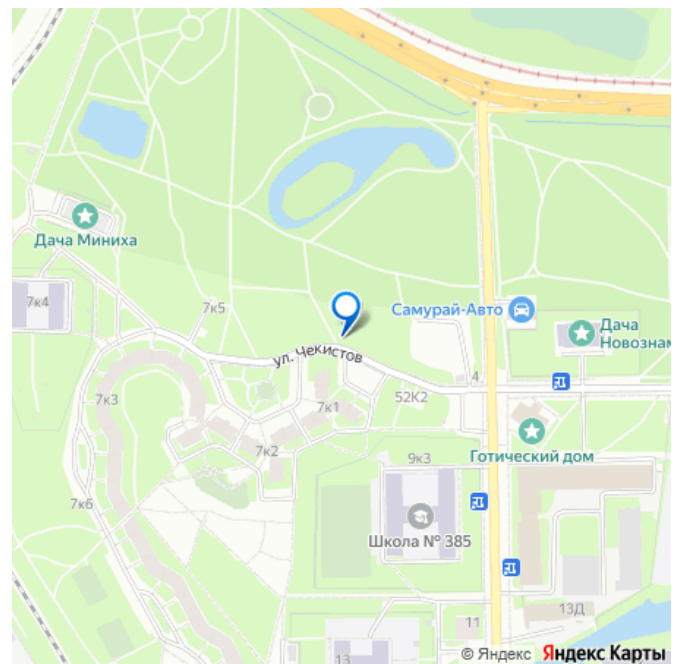 Дача Миниха
7к4
7к5
Самурай-Авто
Дача
Новознам
ул. Чекистов
4
7к3
7к1
52К2
7к2
9к3
Готический дом
7к6
Школа № 385
13Д
11
13
© Яндекс Яндекс Карты